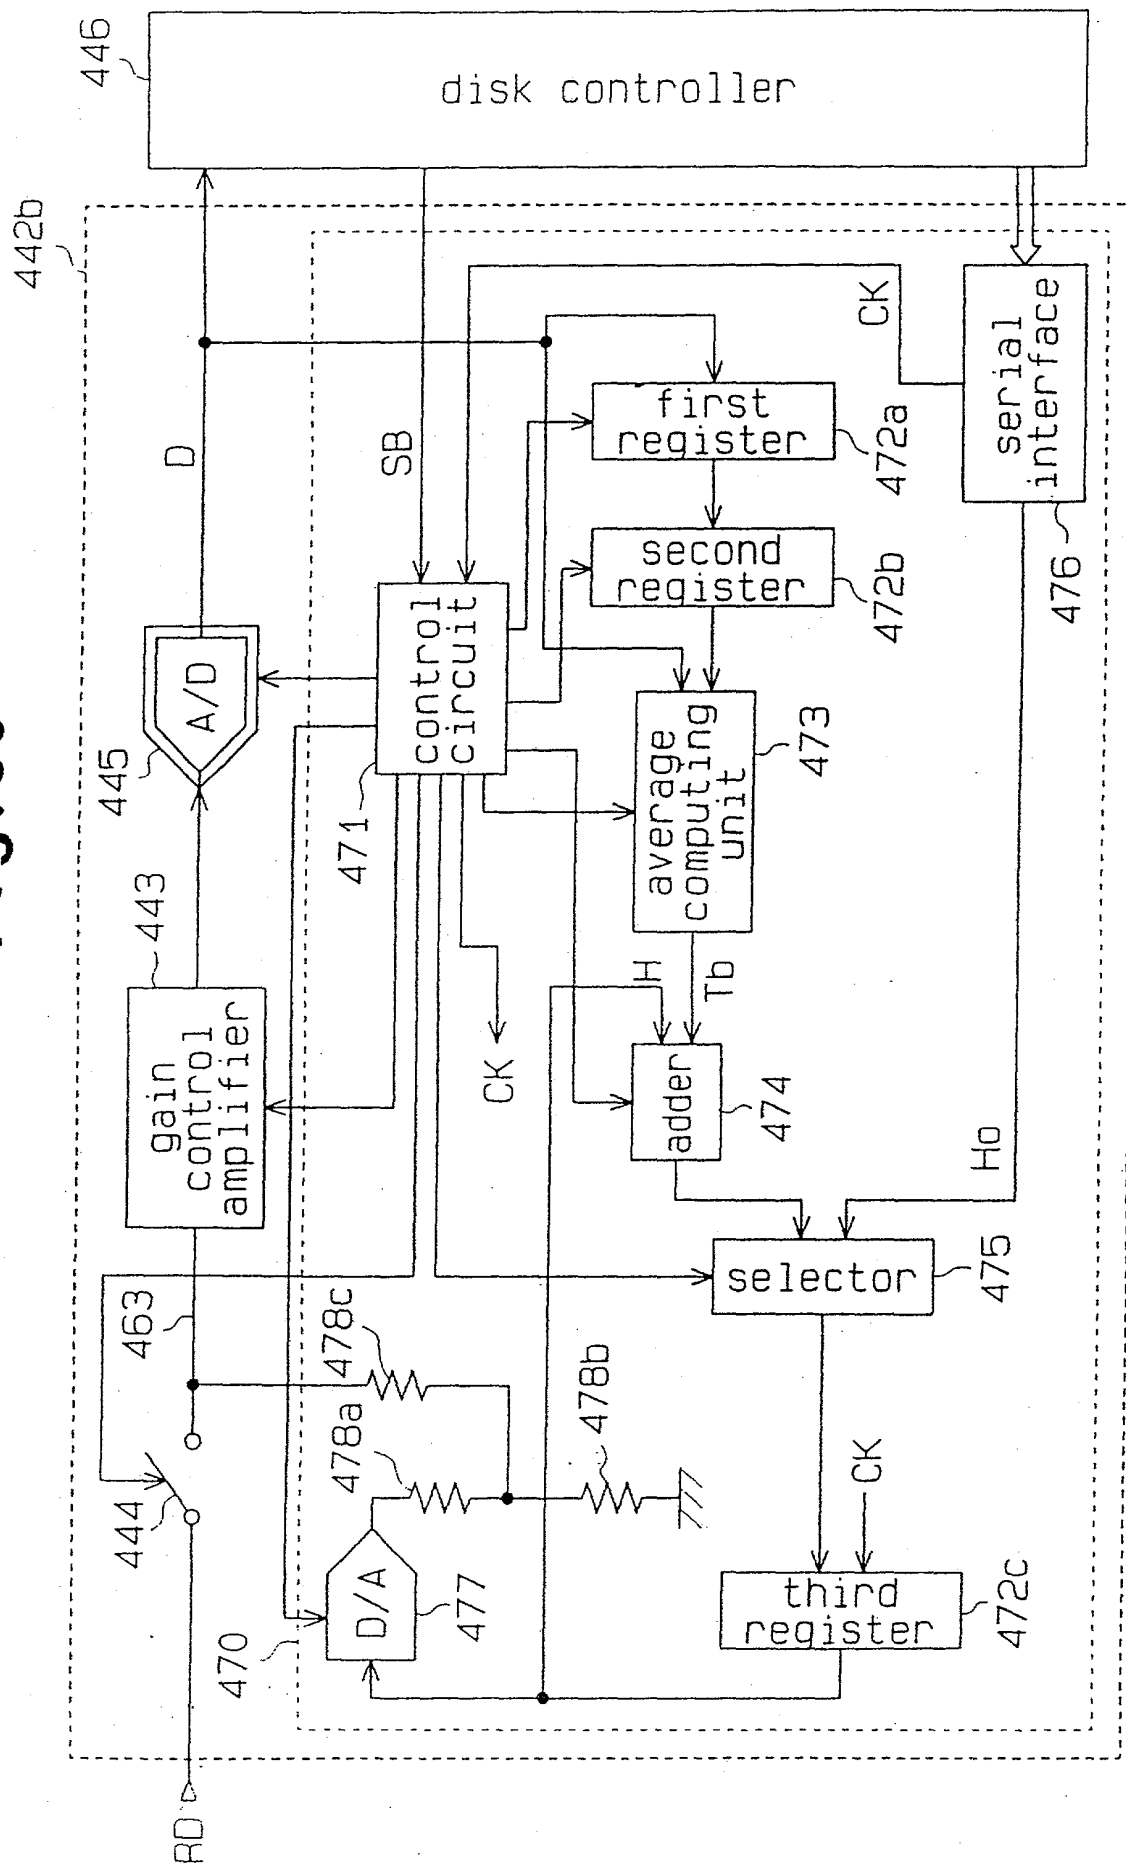 446
disk controller
442b
D
SB
CK
serial
interface
476
first
register
472a
second
register
472b
A/D
445
control
circuit
471
average
computing
unit
473
443
gain
control
amplifier
CK
H
Tb
adder
474
Ho
463
selector
475
478c
478a
478b
444
D/A
477
470
CK
third
register
472c
RD